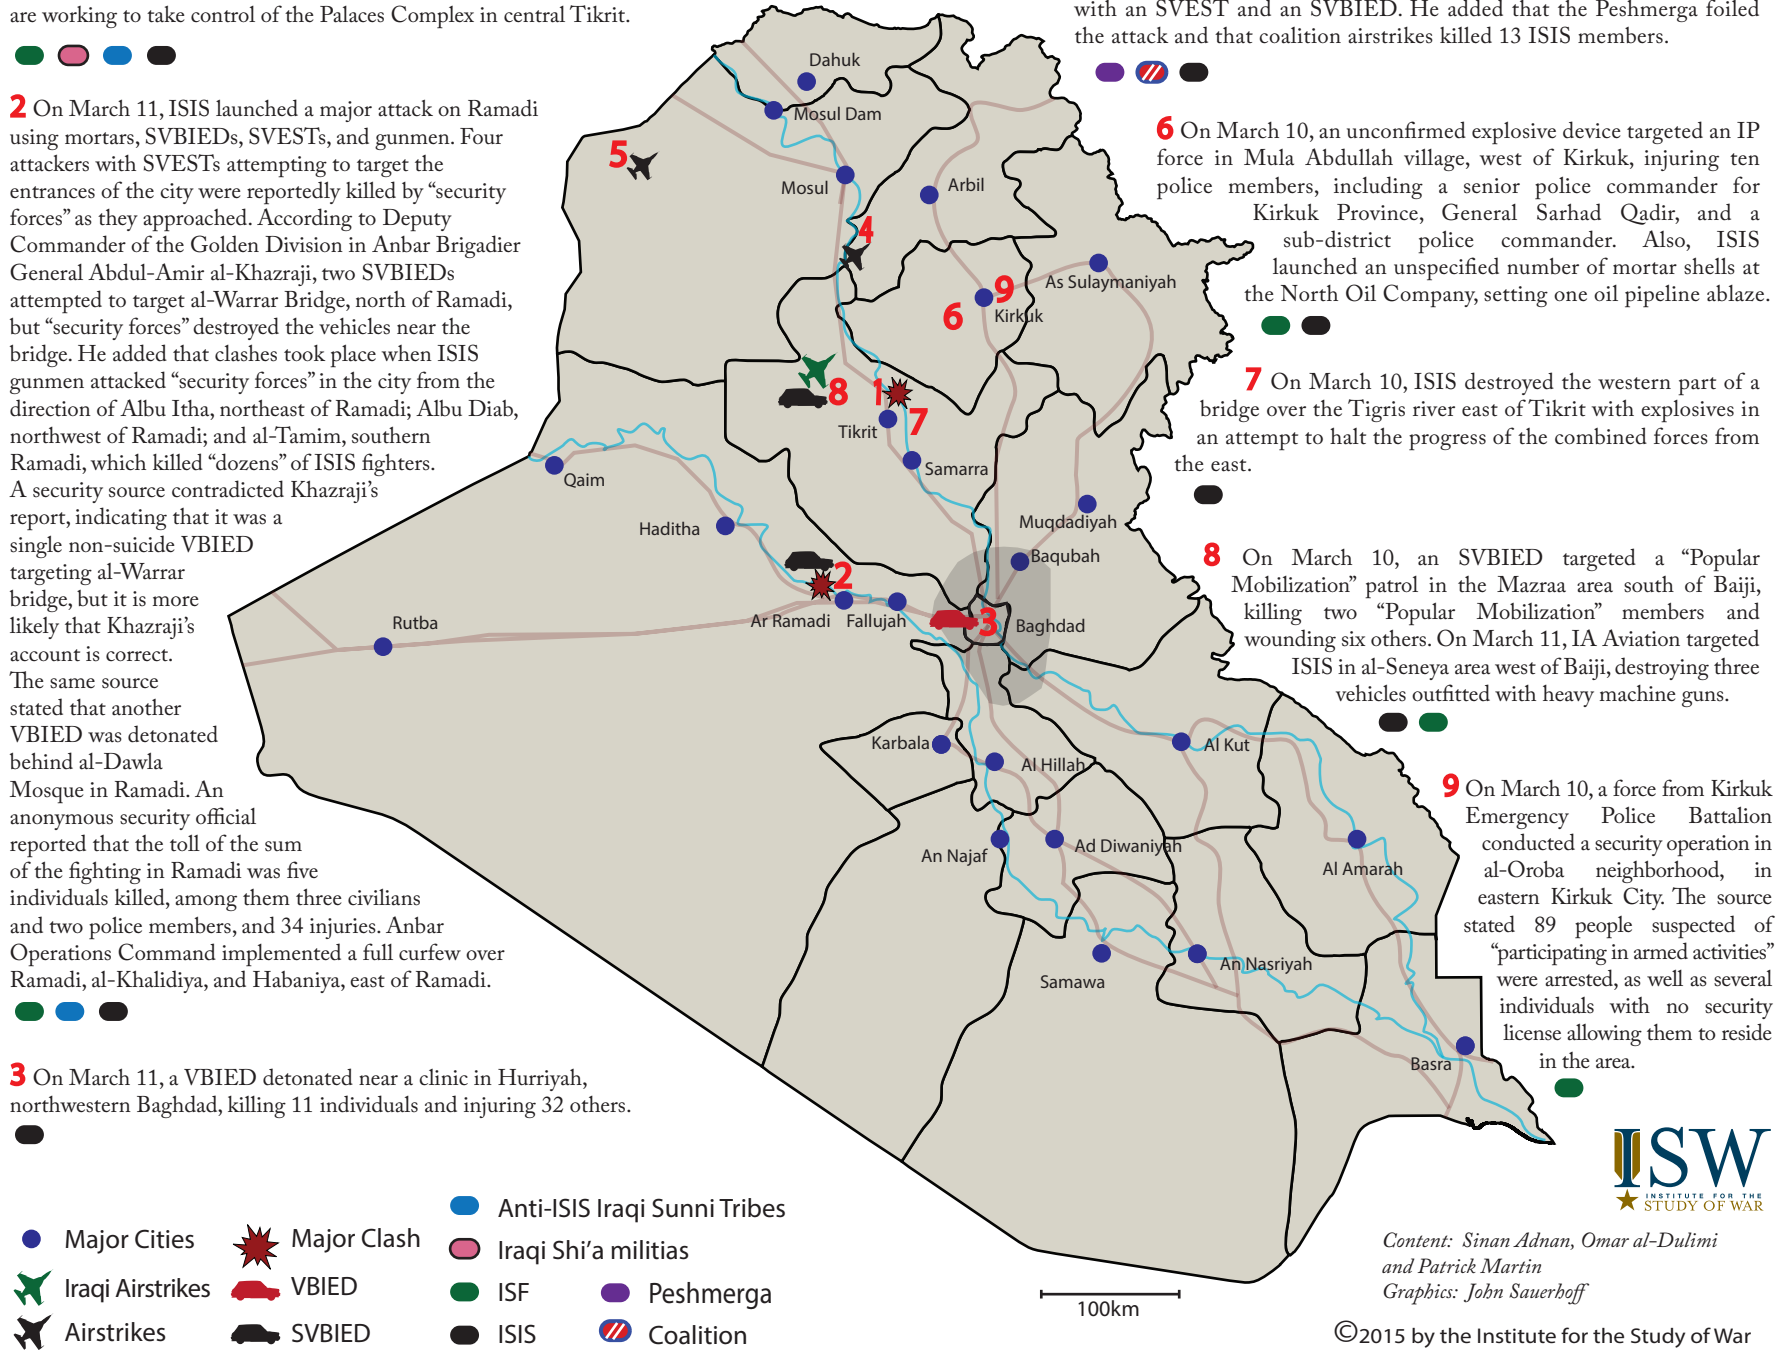 are working to take control of the Palaces Complex in central Tikrit.
2 On March 11, ISIS launched a major attack on Ramadi
using mortars, SVBIEDs, SVESTs, and gunmen. Four
attackers with SVESTs attempting to target the
entrances of the city were reportedly killed by “security
forces” as they approached. According to Deputy
Commander of the Golden Division in Anbar Brigadier
General Abdul-Amir al-Khazraji, two SVBIEDs
attempted to target al-Warrar Bridge, north of Ramadi,
but “security forces” destroyed the vehicles near the
bridge. He added that clashes took place when ISIS
gunmen attacked “security forces” in the city from the
direction of Albu Itha, northeast of Ramadi; Albu Diab,
northwest of Ramadi; and al-Tamim, southern
Ramadi, which killed “dozens” of ISIS fighters.
A security source contradicted Khazraji’s
report, indicating that it was a
single non-suicide VBIED
targeting al-Warrar
bridge, but it is more
likely that Khazraji’s
account is correct.
The same source
stated that another
VBIED was detonated
behind al-Dawla
Mosque in Ramadi. An
anonymous security official
reported that the toll of the sum
of the fighting in Ramadi was five
individuals killed, among them three civilians
and two police members, and 34 injuries. Anbar
Operations Command implemented a full curfew over
Ramadi, al-Khalidiya, and Habaniya, east of Ramadi.
3 On March 11, a VBIED detonated near a clinic in Hurriyah,
northwestern Baghdad, killing 11 individuals and injuring 32 others.
with an SVEST and an SVBIED. He added that the Peshmerga foiled
the attack and that coalition airstrikes killed 13 ISIS members.
6 On March 10, an unconfirmed explosive device targeted an IP
force in Mula Abdullah village, west of Kirkuk, injuring ten
police members, including a senior police commander for
Kirkuk Province, General Sarhad Qadir, and a
sub-district police commander. Also, ISIS
launched an unspecified number of mortar shells at
the North Oil Company, setting one oil pipeline ablaze.
7 On March 10, ISIS destroyed the western part of a
bridge over the Tigris river east of Tikrit with explosives in
an attempt to halt the progress of the combined forces from
the east.
8 On March 10, an SVBIED targeted a “Popular
Mobilization” patrol in the Mazraa area south of Baiji,
killing two “Popular Mobilization” members and
wounding six others. On March 11, IA Aviation targeted
ISIS in al-Seneya area west of Baiji, destroying three
vehicles outfitted with heavy machine guns.
9 On March 10, a force from Kirkuk
Emergency Police Battalion
conducted a security operation in
al-Oroba neighborhood, in
eastern Kirkuk City. The source
stated 89 people suspected of
“participating in armed activities”
were arrested, as well as several
individuals with no security
license allowing them to reside
in the area.
Dahuk
Mosul Dam
5
Mosul
Arbil
4
As Sulaymaniyah
9
6
Kirkuk
8
1
7
Tikrit
Samarra
Qaim
Haditha
Muqdadiyah
Baqubah
2
Ar Ramadi
Fallujah
3
Baghdad
Rutba
Karbala
Al Hillah
Al Kut
An Najaf
Ad Diwaniyah
Al Amarah
Samawa
An Nasriyah
Basra
Major Cities
Iraqi Airstrikes
Airstrikes
Major Clash
VBIED
SVBIED
Anti-ISIS Iraqi Sunni Tribes
Iraqi Shi’a militias
ISF
ISIS
Peshmerga
Coalition
100km
ISW
INSTITUTE FOR THE
STUDY OF WAR
Content: Sinan Adnan, Omar al-Dulimi
and Patrick Martin
Graphics: John Sauerhoff
©2015 by the Institute for the Study of War